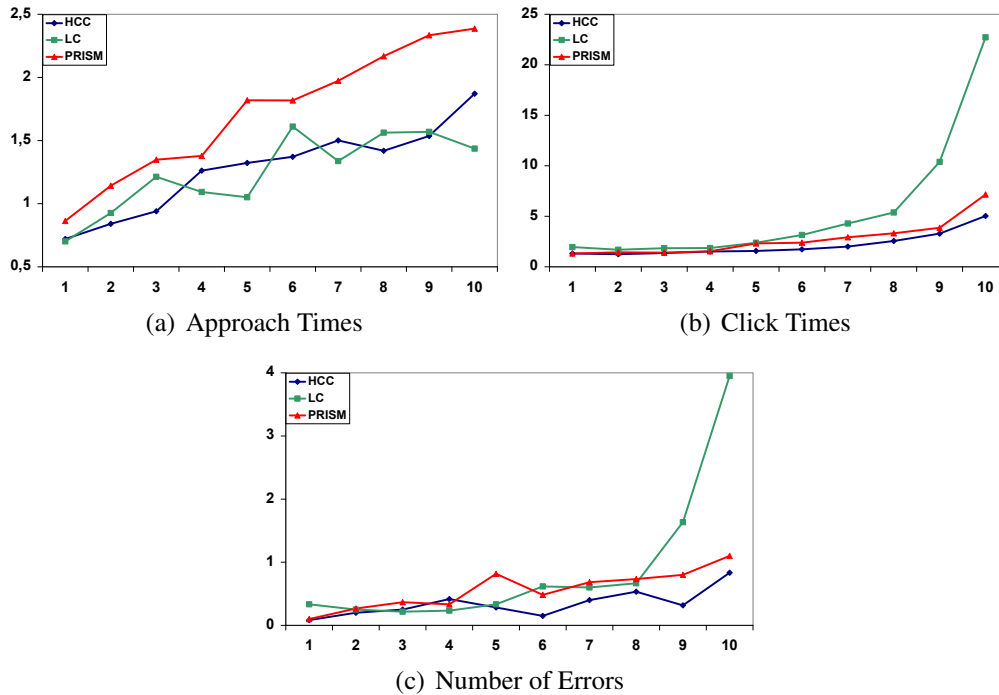 2,5
2
1,5
1
0,5
HCC
LC
PRISM
1 2 3 4 5 6 7 8 9 10
(a) Approach Times
25
20
15
10
5
0
HCC
LC
PRISM
1 2 3 4 5 6 7 8 9 10
(b) Click Times
4
3
2
1
0
HCC
LC
PRISM
1 2 3 4 5 6 7 8 9 10
(c) Number of Errors